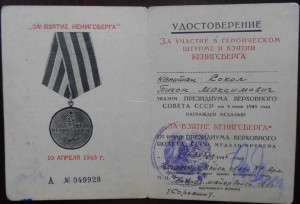 "ЗА ВЗЯТИЕ КЕНИГСБЕРГА"
10 АПРЕЛЯ 1945 г.
А № 049928
УДОСТОВЕРЕНИЕ
ЗА УЧАСТИЕ В ГЕРОИЧЕСКОМ
ШТУРМЕ И ВЗЯТИИ
КЕНИГСБЕРГА
Капитан Сокол
Тихон Максимович
УКАЗОМ ПРЕЗИДИУМА ВЕРХОВНОГО
СОВЕТА СССР от 9 июня 1945 года
НАГРАЖДЕН МЕДАЛЬЮ
"ЗА ВЗЯТИЕ КЕНИГСБЕРГА"
ОТ ИМЕНИ ПРЕЗИДИУМА ВЕРХОВНОГО
СОВЕТА СССР МЕДАЛЬ ВРУЧЕНА